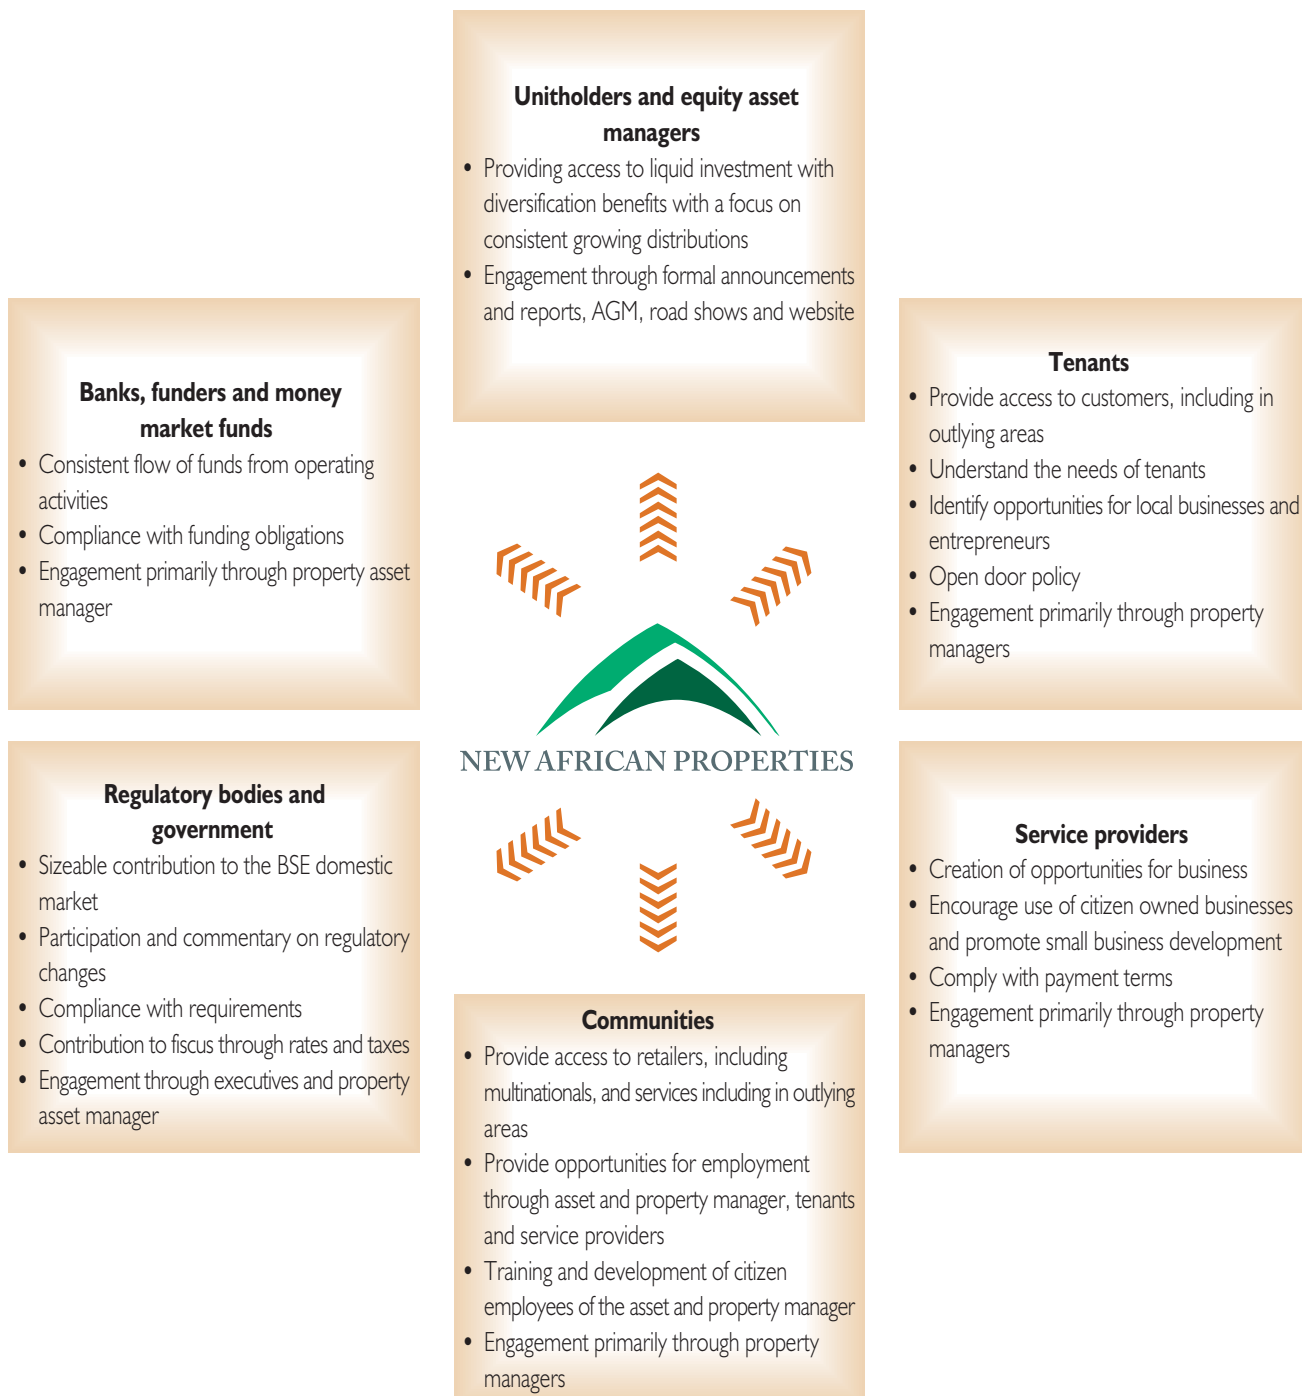 Unitholders and equity asset
managers
• Providing access to liquid investment with
diversification benefits with a focus on
consistent growing distributions
• Engagement through formal announcements
and reports, AGM, road shows and website
Banks, funders and money
market funds
• Consistent flow of funds from operating
activities
• Compliance with funding obligations
• Engagement primarily through property asset
manager
Tenants
• Provide access to customers, including in
outlying areas
• Understand the needs of tenants
• Identify opportunities for local businesses and
entrepreneurs
• Open door policy
• Engagement primarily through property
managers
NEW AFRICAN PROPERTIES
Regulatory bodies and
government
• Sizeable contribution to the BSE domestic
market
• Participation and commentary on regulatory
changes
• Compliance with requirements
• Contribution to fiscus through rates and taxes
• Engagement through executives and property
asset manager
Service providers
• Creation of opportunities for business
• Encourage use of citizen owned businesses
and promote small business development
• Comply with payment terms
• Engagement primarily through property
managers
Communities
• Provide access to retailers, including
multinationals, and services including in outlying
areas
• Provide opportunities for employment
through asset and property manager, tenants
and service providers
• Training and development of citizen
employees of the asset and property manager
• Engagement primarily through property
managers